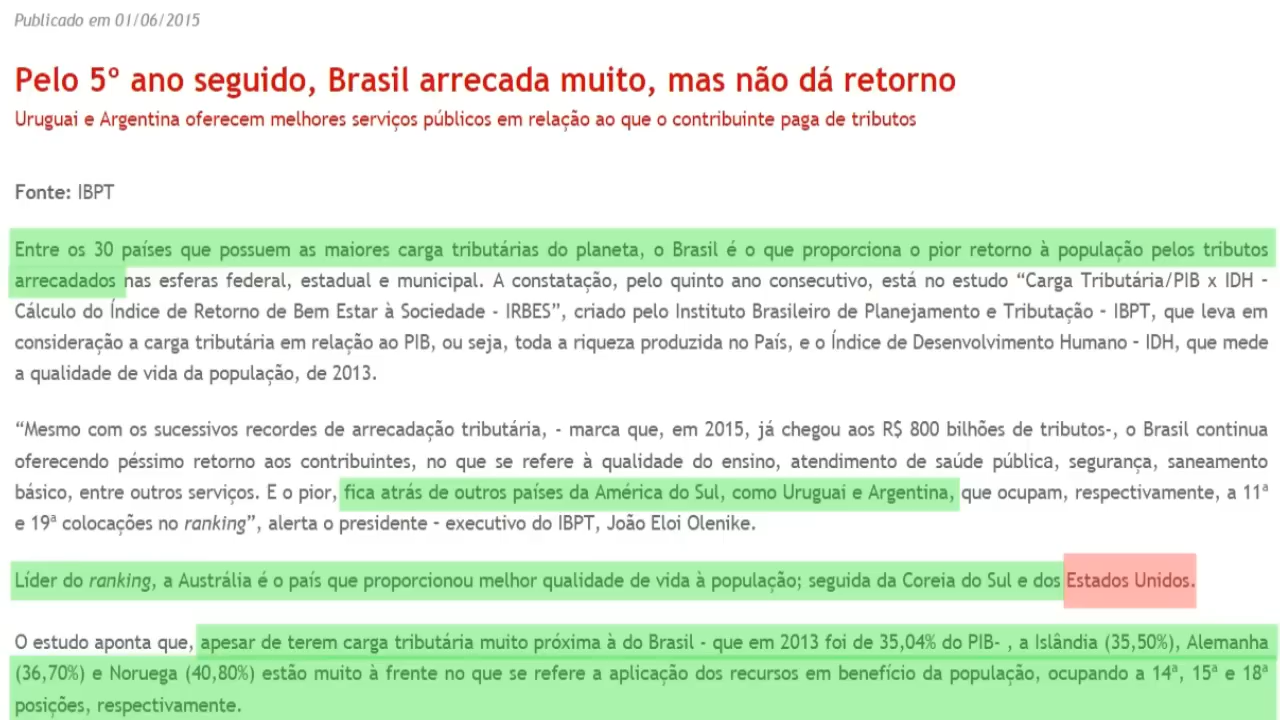 Publicado em 01/06/2015
Pelo 5º ano seguido, Brasil arrecada muito, mas não dá retorno
Uruguai e Argentina oferecem melhores serviços públicos em relação ao que o contribuinte paga de tributos
Fonte: IBPT
Entre os 30 países que possuem as maiores carga tributárias do planeta, o Brasil é o que proporciona o pior retorno à população pelos tributos
arrecadados nas esferas federal, estadual e municipal. A constatação, pelo quinto ano consecutivo, está no estudo “Carga Tributária/PIB x IDH -
Cálculo do Índice de Retorno de Bem Estar à Sociedade - IRBES”, criado pelo Instituto Brasileiro de Planejamento e Tributação - IBPT, que leva em
consideração a carga tributária em relação ao PIB, ou seja, toda a riqueza produzida no País, e o Índice de Desenvolvimento Humano - IDH, que mede
a qualidade de vida da população, de 2013.
“Mesmo com os sucessivos recordes de arrecadação tributária, - marca que, em 2015, já chegou aos R$ 800 bilhões de tributos-, o Brasil continua
oferecendo péssimo retorno aos contribuintes, no que se refere à qualidade do ensino, atendimento de saúde pública, segurança, saneamento
básico, entre outros serviços. E o pior, fica atrás de outros países da América do Sul, como Uruguai e Argentina, que ocupam, respectivamente, a 11ª
e 19ª colocações no ranking”, alerta o presidente - executivo do IBPT, João Eloi Olenike.
Líder do ranking, a Austrália é o país que proporcionou melhor qualidade de vida à população; seguida da Coreia do Sul e dos Estados Unidos.
O estudo aponta que, apesar de terem carga tributária muito próxima à do Brasil - que em 2013 foi de 35,04% do PIB- , a Islândia (35,50%), Alemanha
(36,70%) e Noruega (40,80%) estão muito à frente no que se refere a aplicação dos recursos em benefício da população, ocupando a 14ª, 15ª e 18ª
posições, respectivamente.